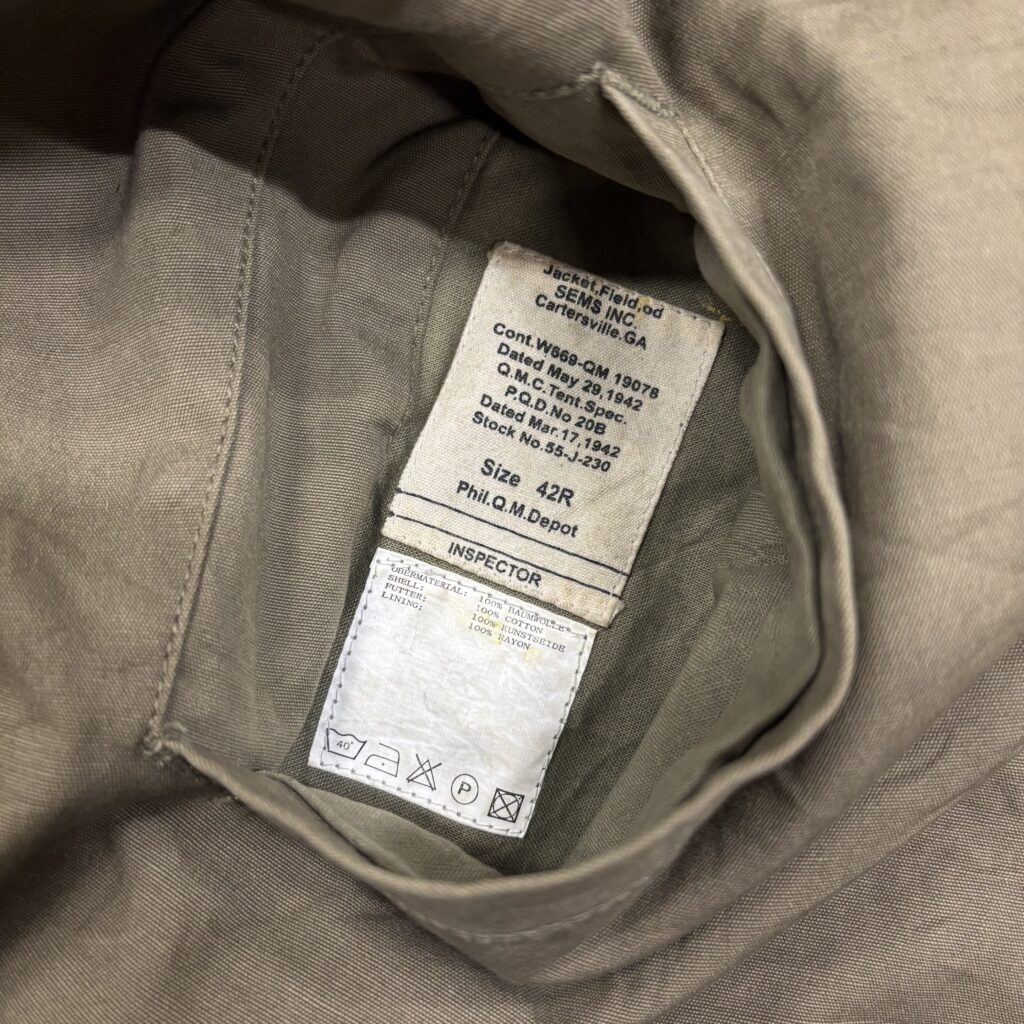 Jacket.Field.od
SEMS INC.
Cartersville.GA
Cont.W669-QM 19078
Dated May 29,1942
Q.M.C.Tent.Spec.
P.Q.D.No 20B
Dated Mar.17,1942
Stock No.55-J-230
Size 42R
Phil.Q.M.Depot
INSPECTOR
OBERMATERIAL: 100% BAUMWOLLE
SHELL: 100% COTTON
FUTTER: 100% KUNSTSEIDE
LINING: 100% RAYON
40°
P